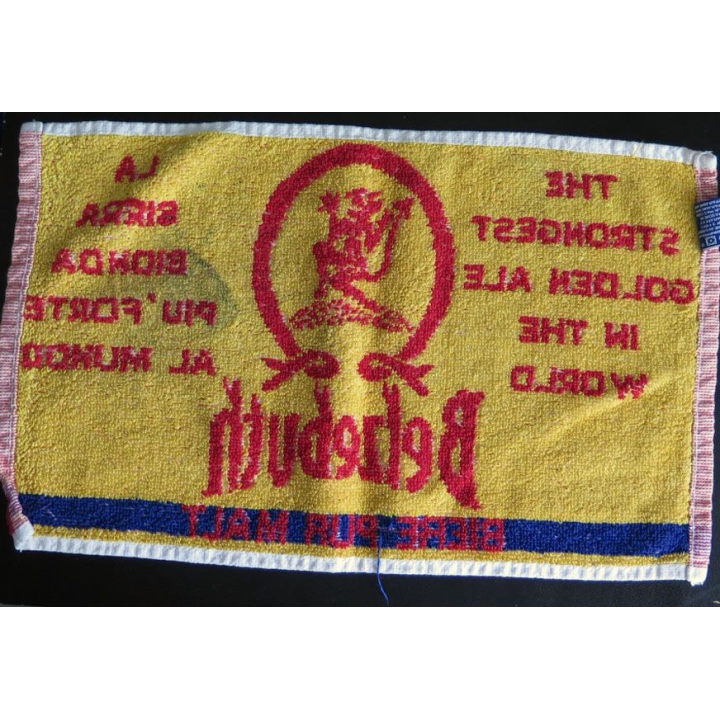 THE
STRONGEST
GOLDEN ALE
IN THE
WORLD
LA
BIRRA
BIONDA
PIU' FORTE
AL MUNDO
Belzebuth
BIERE PUR MALT